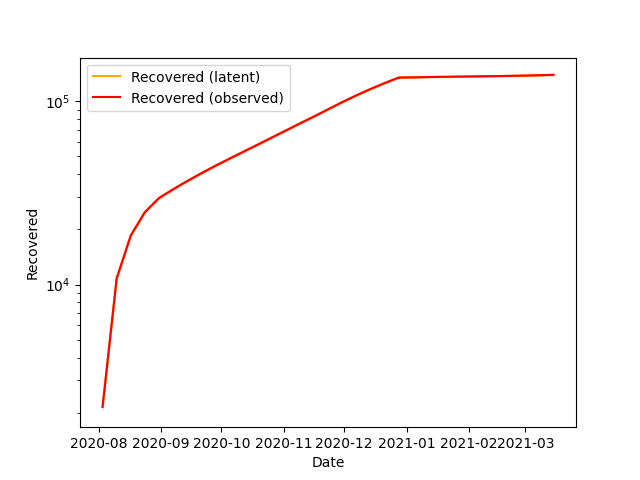 Recovered (latent)
Recovered (observed)
10^5
10^4
Recovered
2020-08 2020-09 2020-10 2020-11 2020-12 2021-01 2021-02 2021-03
Date